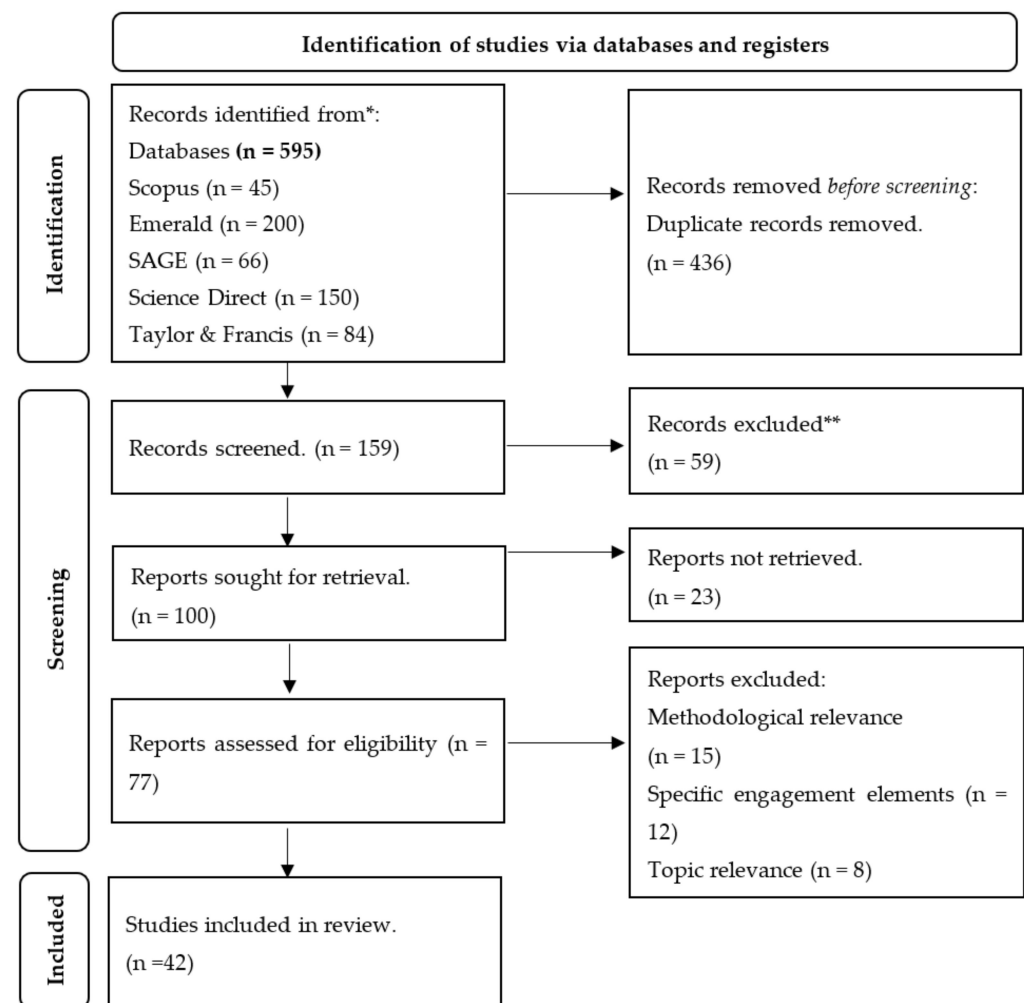 Identification of studies via databases and registers
Identification
Records identified from*:
Databases (n = 595)
Scopus (n = 45)
Emerald (n = 200)
SAGE (n = 66)
Science Direct (n = 150)
Taylor & Francis (n = 84)
Records removed before screening:
Duplicate records removed.
(n = 436)
Screening
Records screened. (n = 159)
Records excluded**
(n = 59)
Reports sought for retrieval.
(n = 100)
Reports not retrieved.
(n = 23)
Reports assessed for eligibility (n =
77)
Reports excluded:
Methodological relevance
(n = 15)
Specific engagement elements (n =
12)
Topic relevance (n = 8)
Included
Studies included in review.
(n =42)